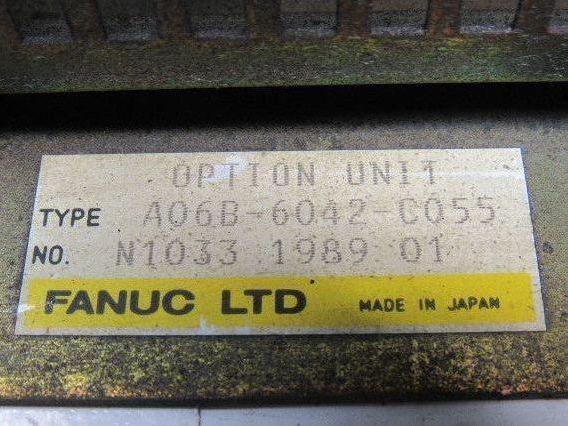 OPTION UNIT
TYPE A06B-6042-C055
NO. N1033 1989 01
FANUC LTD MADE IN JAPAN